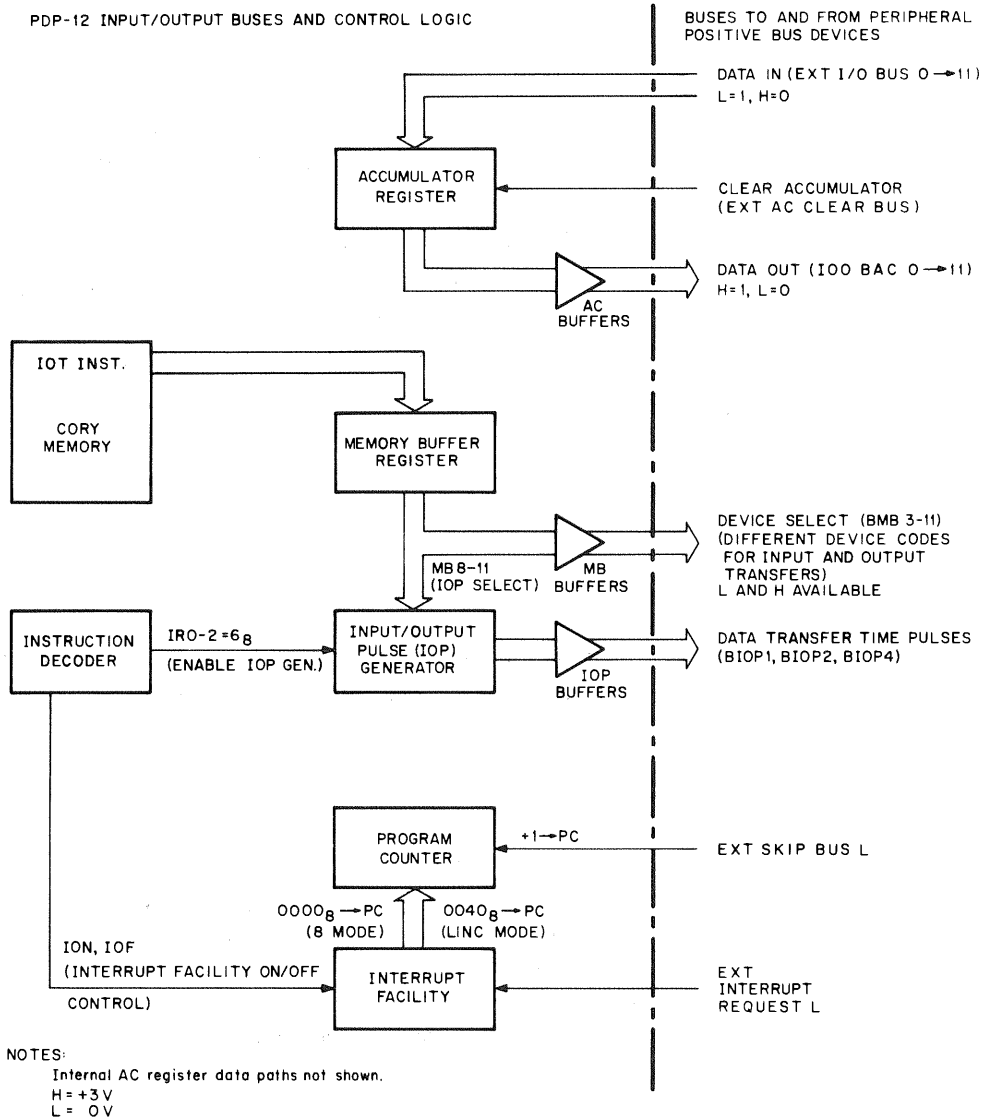 PDP-12 INPUT/OUTPUT BUSES AND CONTROL LOGIC
BUSES TO AND FROM PERIPHERAL
POSITIVE BUS DEVICES
DATA IN (EXT I/O BUS 0→11)
L=1, H=0
ACCUMULATOR
REGISTER
CLEAR ACCUMULATOR
(EXT AC CLEAR BUS)
DATA OUT (IOO BAC 0→11)
H=1, L=0
AC
BUFFERS
IOT INST.
CORY
MEMORY
MEMORY BUFFER
REGISTER
DEVICE SELECT (BMB 3-11)
(DIFFERENT DEVICE CODES
FOR INPUT AND OUTPUT
TRANSFERS)
L AND H AVAILABLE
MB 8-11
(IOP SELECT)
MB
BUFFERS
INSTRUCTION
DECODER
IRO-2=6₈
(ENABLE IOP GEN.)
INPUT/OUTPUT
PULSE (IOP)
GENERATOR
DATA TRANSFER TIME PULSES
(BIOP1, BIOP2, BIOP4)
IOP
BUFFERS
PROGRAM
COUNTER
+1→PC
EXT SKIP BUS L
0000₈→PC
(8 MODE)
0040₈→PC
(LINC MODE)
ION, IOF
(INTERRUPT FACILITY ON/OFF
CONTROL)
INTERRUPT
FACILITY
EXT
INTERRUPT
REQUEST L
NOTES:
Internal AC register data paths not shown.
H = +3 V
L = 0 V